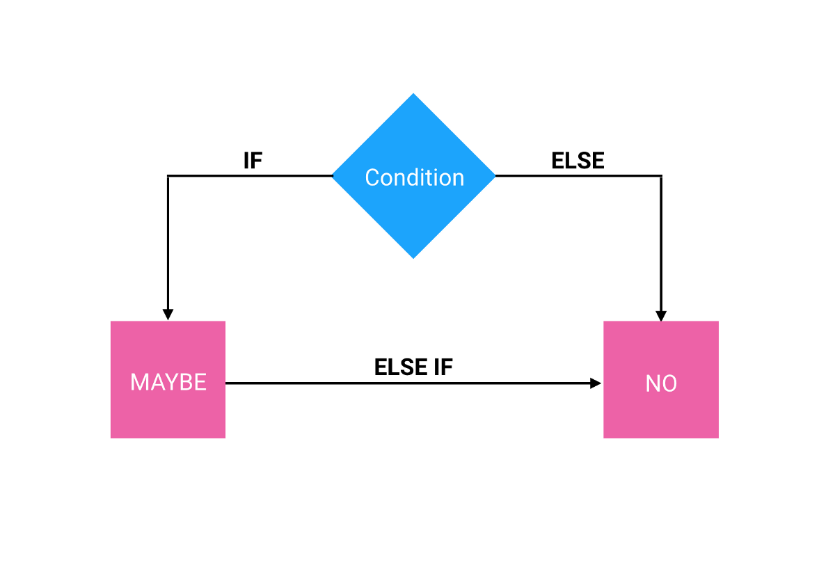 IF
ELSE
Condition
ELSE IF
MAYBE
NO